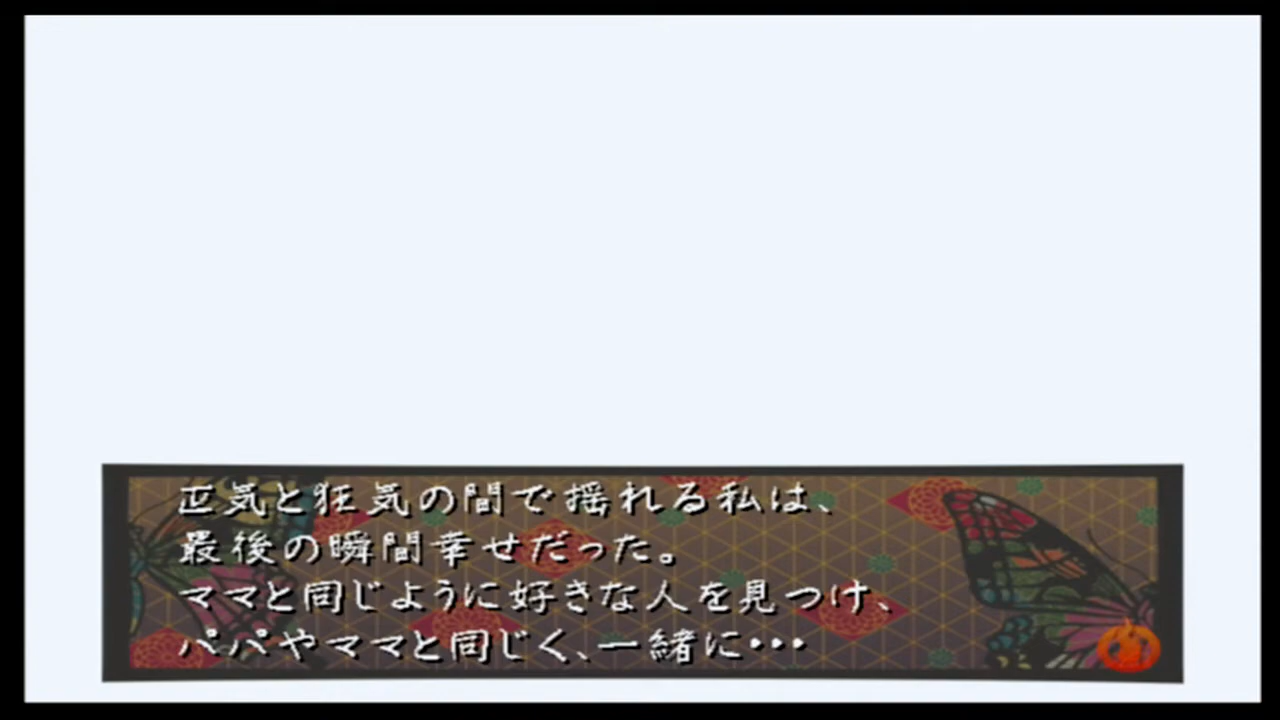 正気と狂気の間で揺れる私は、
最後の瞬間幸せだった。
ママと同じように好きな人を見つけ、
パパやママと同じく、一緒に・・・